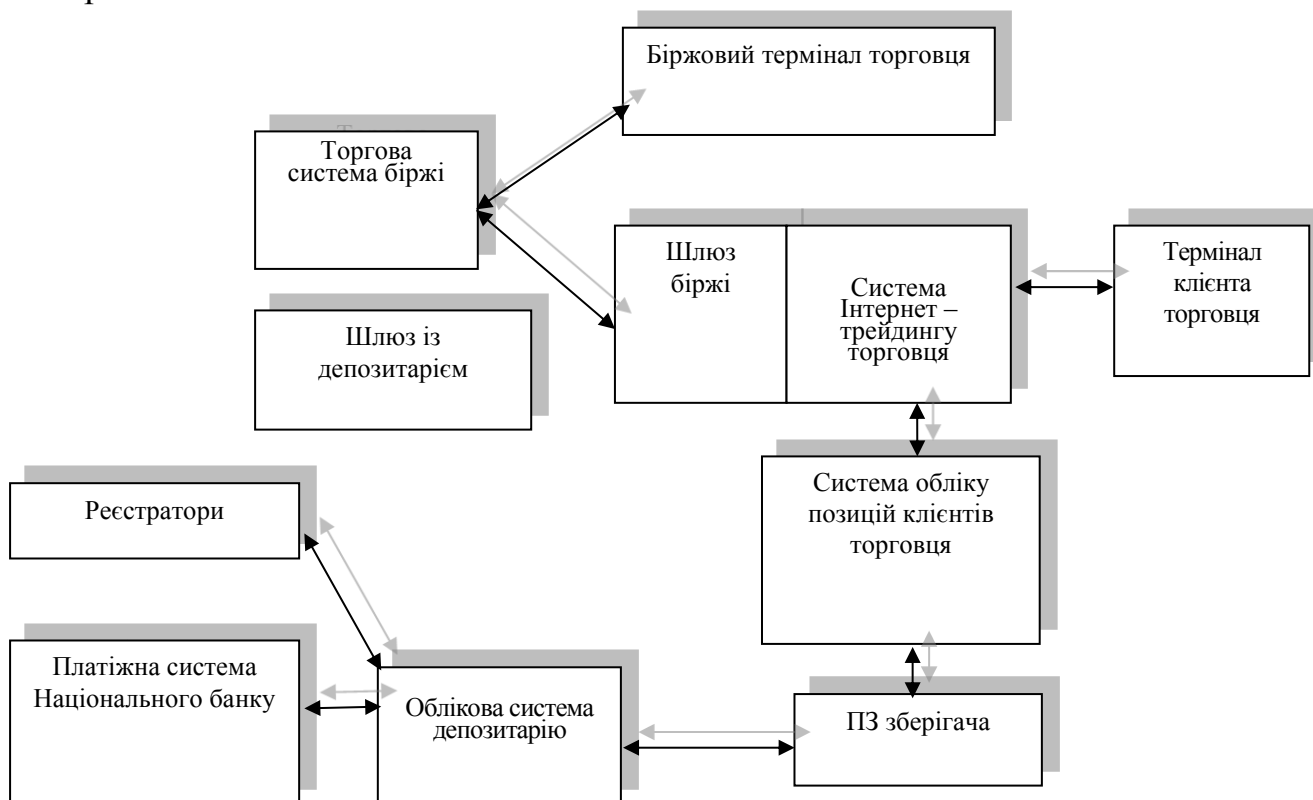 Біржовий термінал торговця
Торгова
система біржі
Шлюз
біржі
Система
Інтернет –
трейдингу
торговця
Термінал
клієнта
торговця
Шлюз із
депозитарієм
Система обліку
позицій клієнтів
торговця
Реєстратори
Платіжна система
Національного банку
Облікова система
депозитарію
ПЗ зберігача